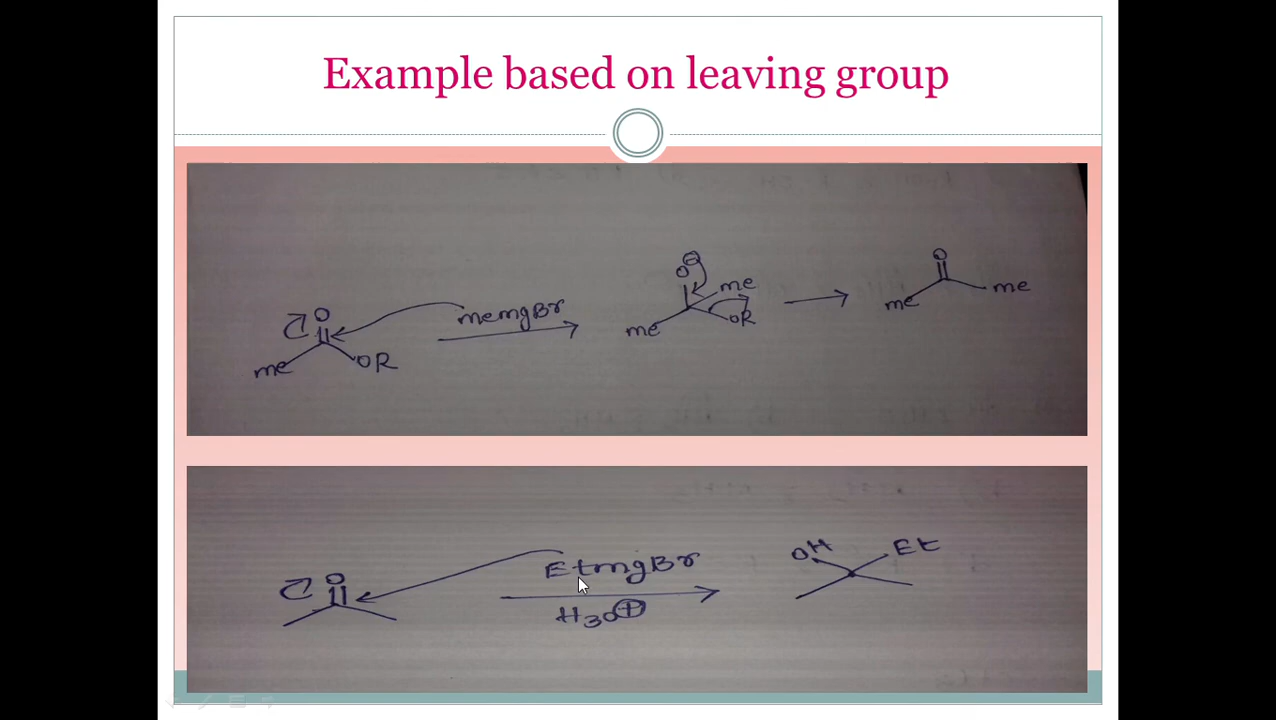 Example based on leaving group
O
me
OR
memgBr
O⊖
me
me
OR
O
me
me
O
EtmgBr
H3O⊕
OH
Et